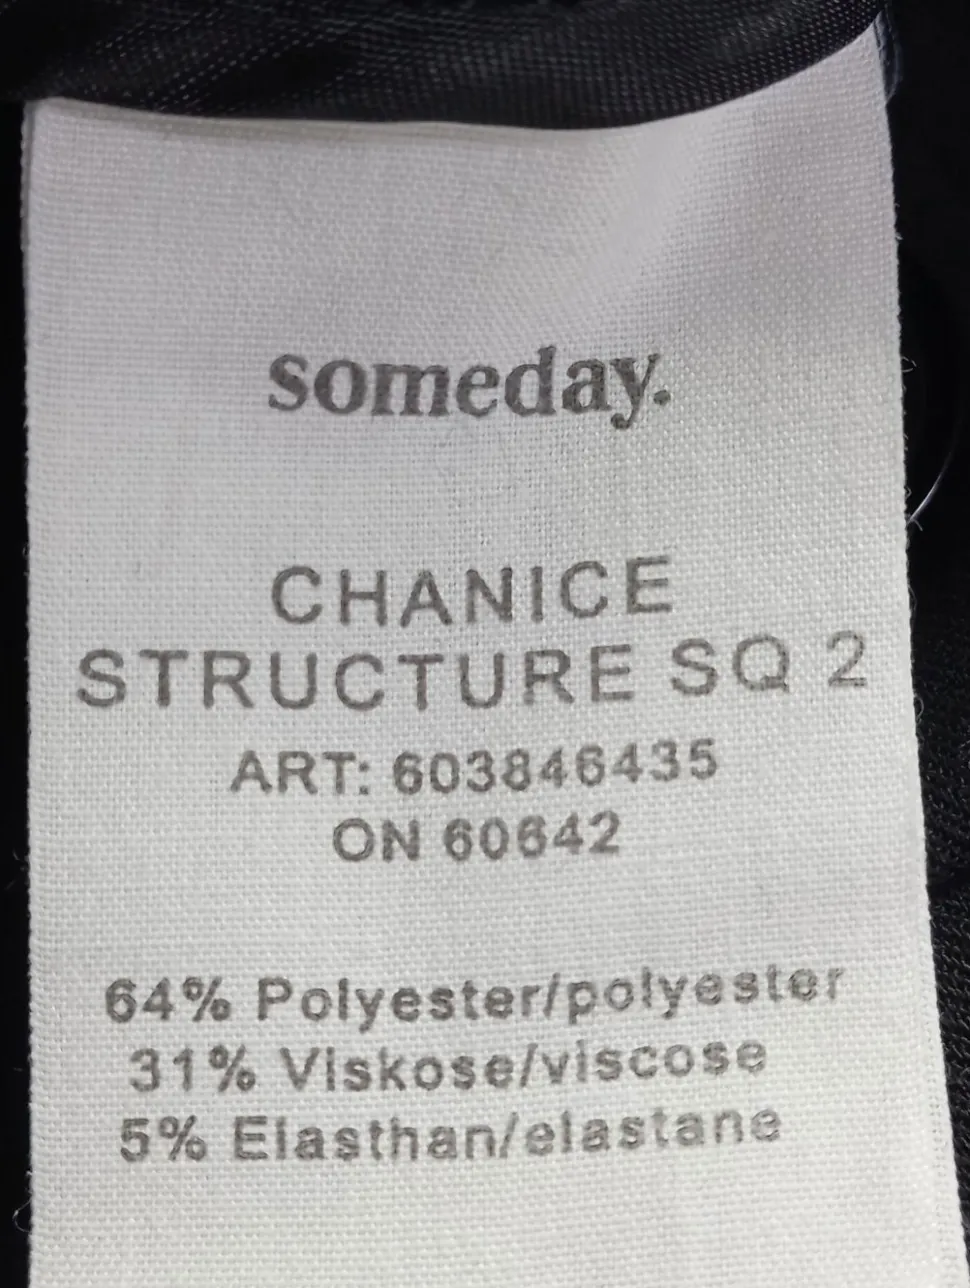 someday.
CHANICE
STRUCTURE SQ 2
ART: 603846435
ON 60642
64% Polyester/polyester
31% Viskose/viscose
5% Elasthan/elastane